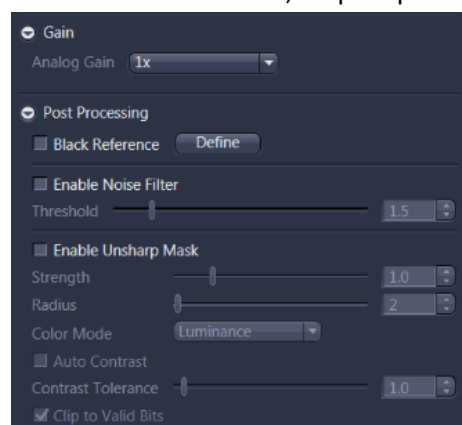 Gain
Analog Gain 1x
Post Processing
Black Reference Define
Enable Noise Filter
Threshold 1.5
Enable Unsharp Mask
Strength 1.0
Radius 2
Color Mode Luminance
Auto Contrast
Contrast Tolerance 1.0
Clip to Valid Bits